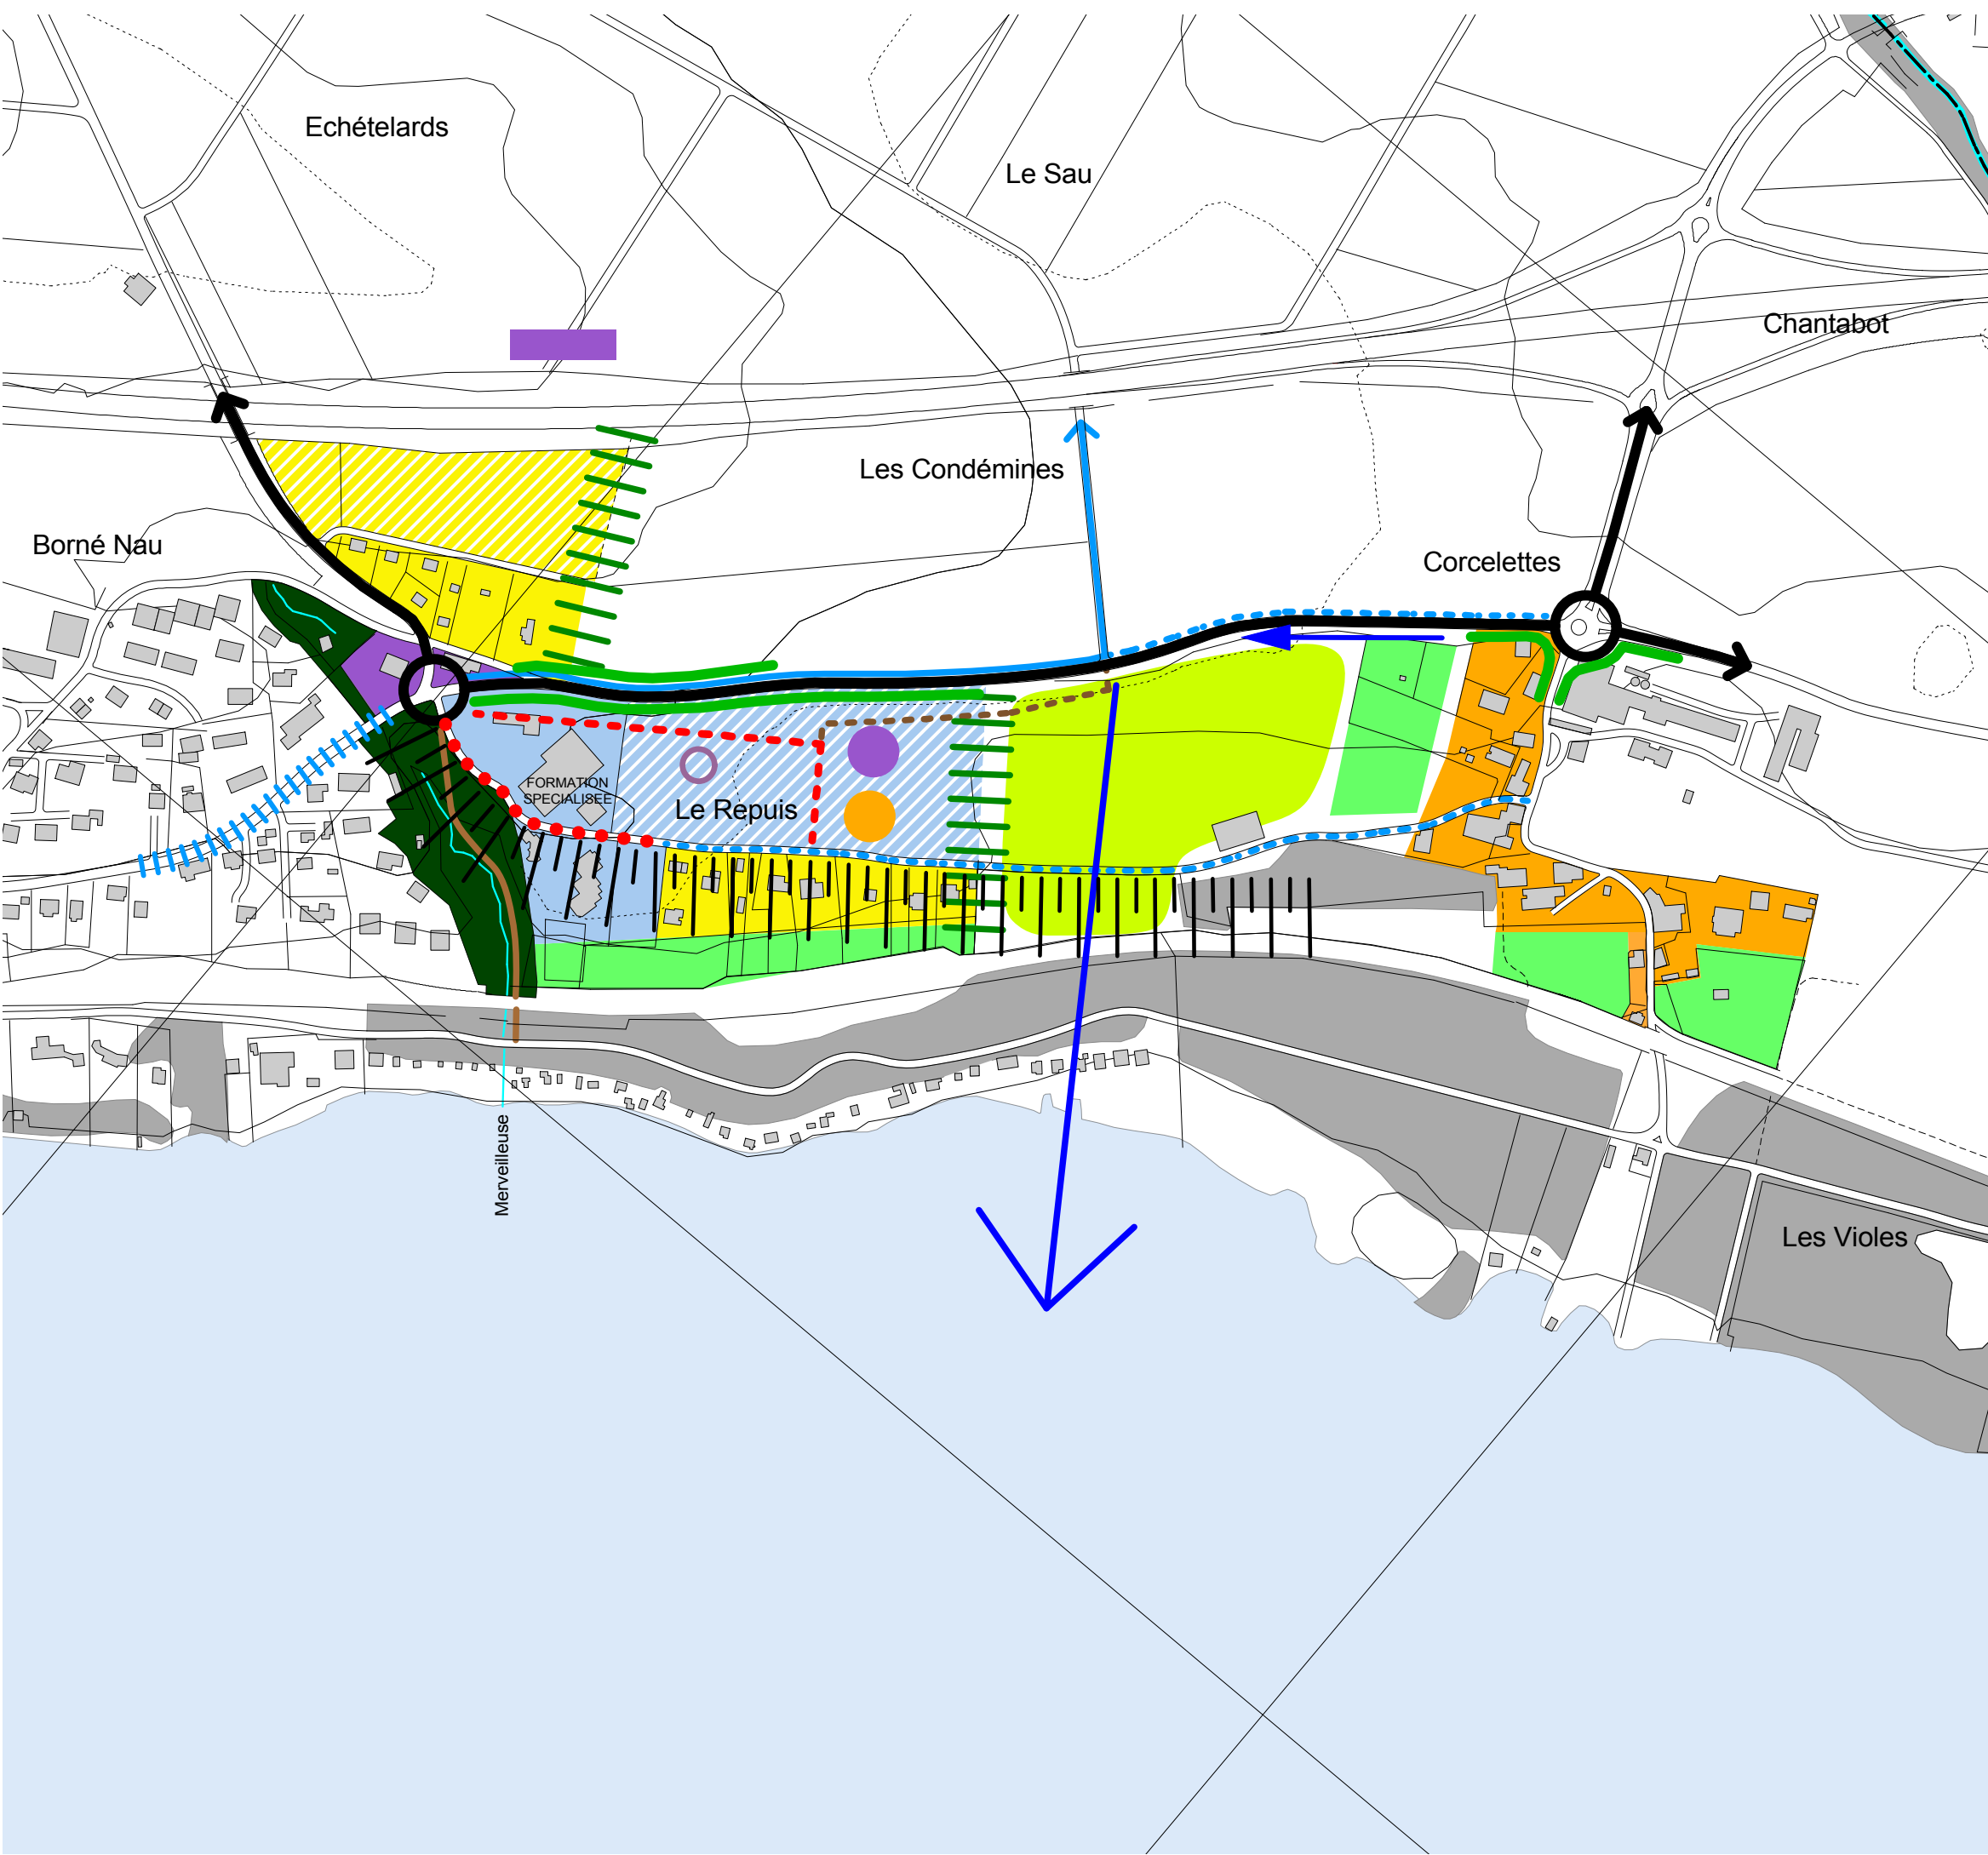 Echételards
Le Sau
Chantabot
Les Condémines
Borné Nau
Corcelettes
FORMATION
SPECIALISEE
Le Repuis
Merveilleuse
Les Violes